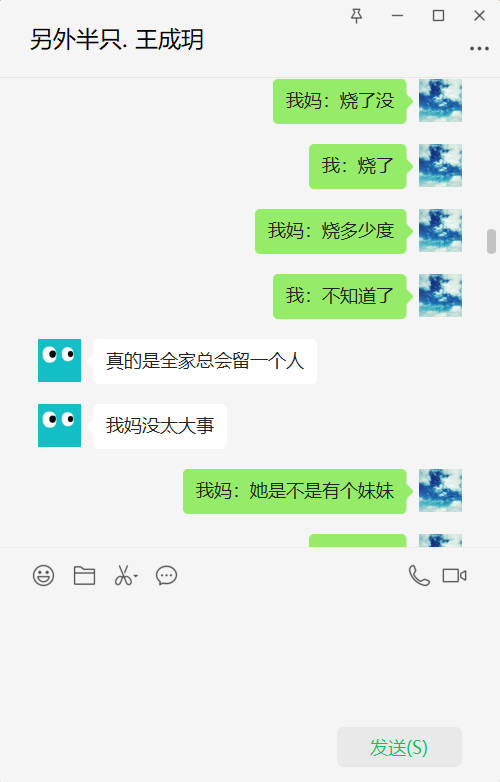 另外半只. 王成玥
我妈：烧了没
我：烧了
我妈：烧多少度
我：不知道了
真的是全家总会留一个人
我妈没太大事
我妈：她是不是有个妹妹
发送(S)